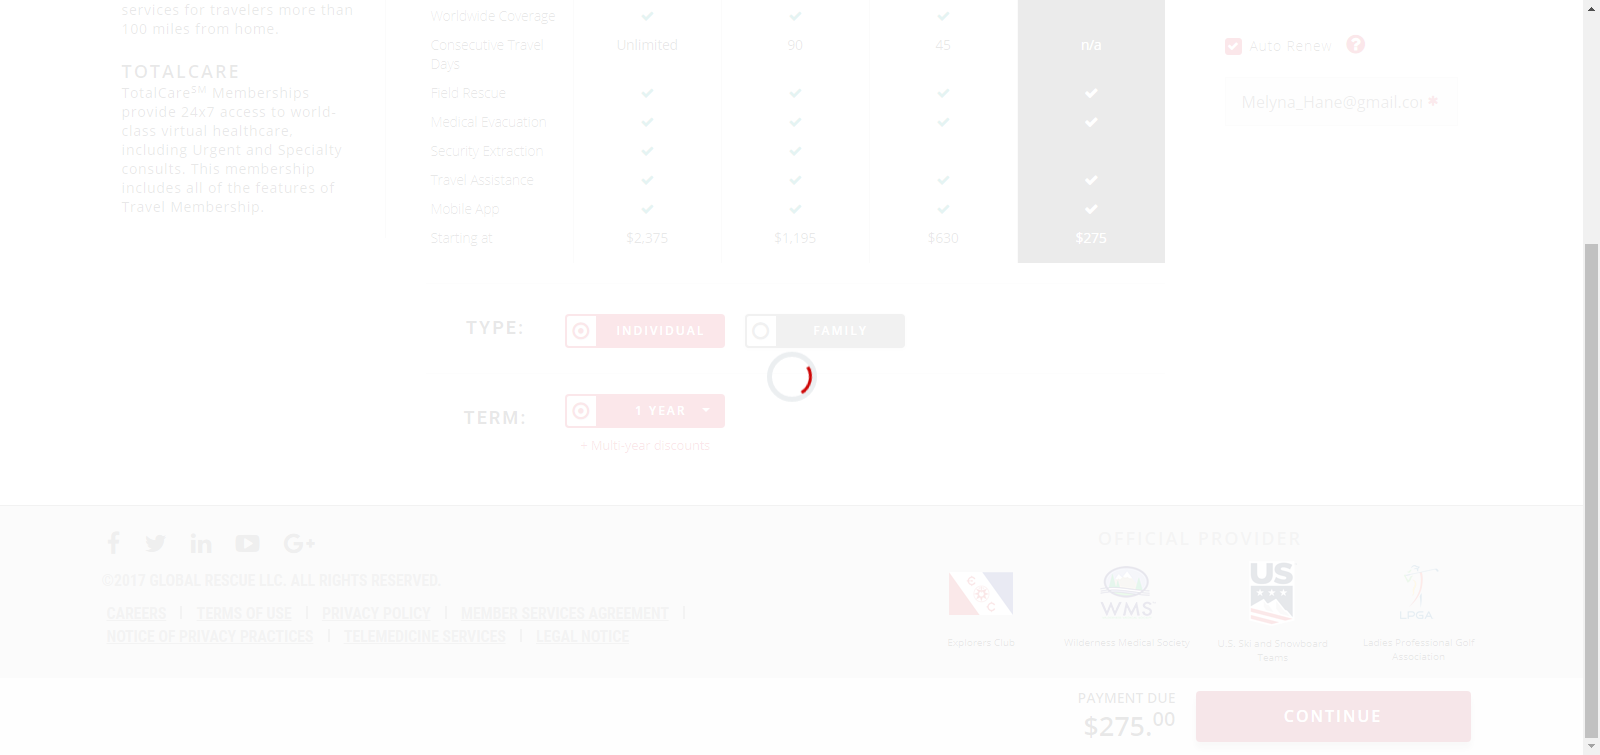 services for travelers more than
100 miles from home.
TOTALCARE
TotalCareSM Memberships
provide 24x7 access to world-
class virtual healthcare,
including Urgent and Specialty
consults. This membership
includes all of the features of
Travel Membership.
Worldwide Coverage
Consecutive Travel
Days
Unlimited 90 45 n/a
Field Rescue
Medical Evacuation
Security Extraction
Travel Assistance
Mobile App
Starting at $2,375 $1,195 $630 $275
Auto Renew ?
Melyna_Hane@gmail.co *
TYPE: INDIVIDUAL FAMILY
TERM: 1 YEAR
+ Multi-year discounts
©2017 GLOBAL RESCUE LLC. ALL RIGHTS RESERVED.
CAREERS | TERMS OF USE | PRIVACY POLICY | MEMBER SERVICES AGREEMENT |
NOTICE OF PRIVACY PRACTICES | TELEMEDICINE SERVICES | LEGAL NOTICE
OFFICIAL PROVIDER
E C
WMS
US
LPGA
Explorers Club
Wilderness Medical Society
U.S. Ski and Snowboard
Teams
Ladies Professional Golf
Association
PAYMENT DUE
$275.00
CONTINUE